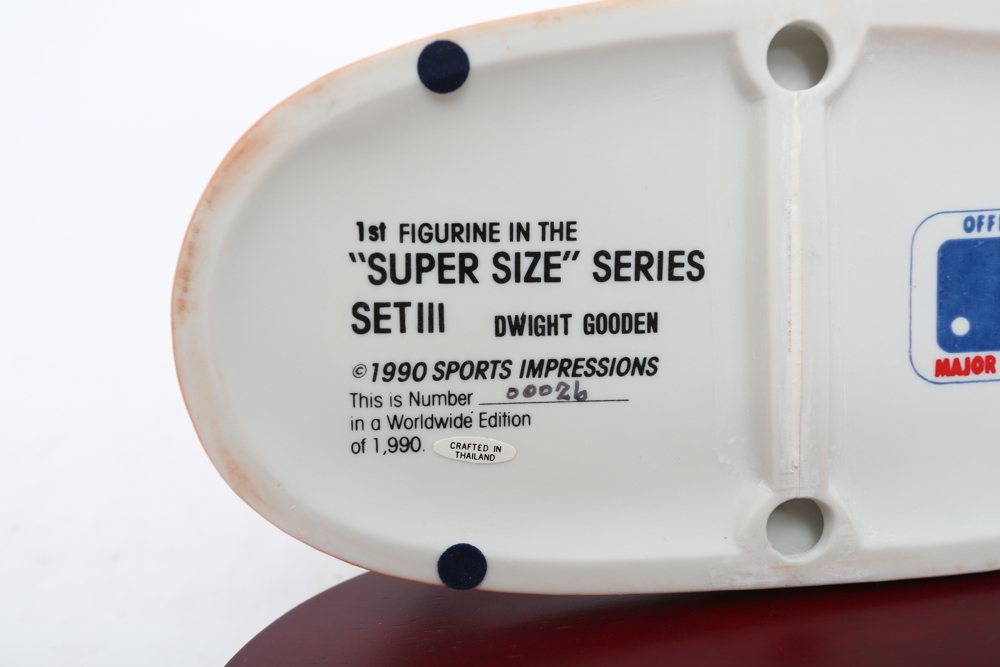 1st FIGURINE IN THE
"SUPER SIZE" SERIES
SET III DWIGHT GOODEN
©1990 SPORTS IMPRESSIONS
This is Number 00026
in a Worldwide Edition
of 1,990.
CRAFTED IN
THAILAND
OFFI
MAJOR